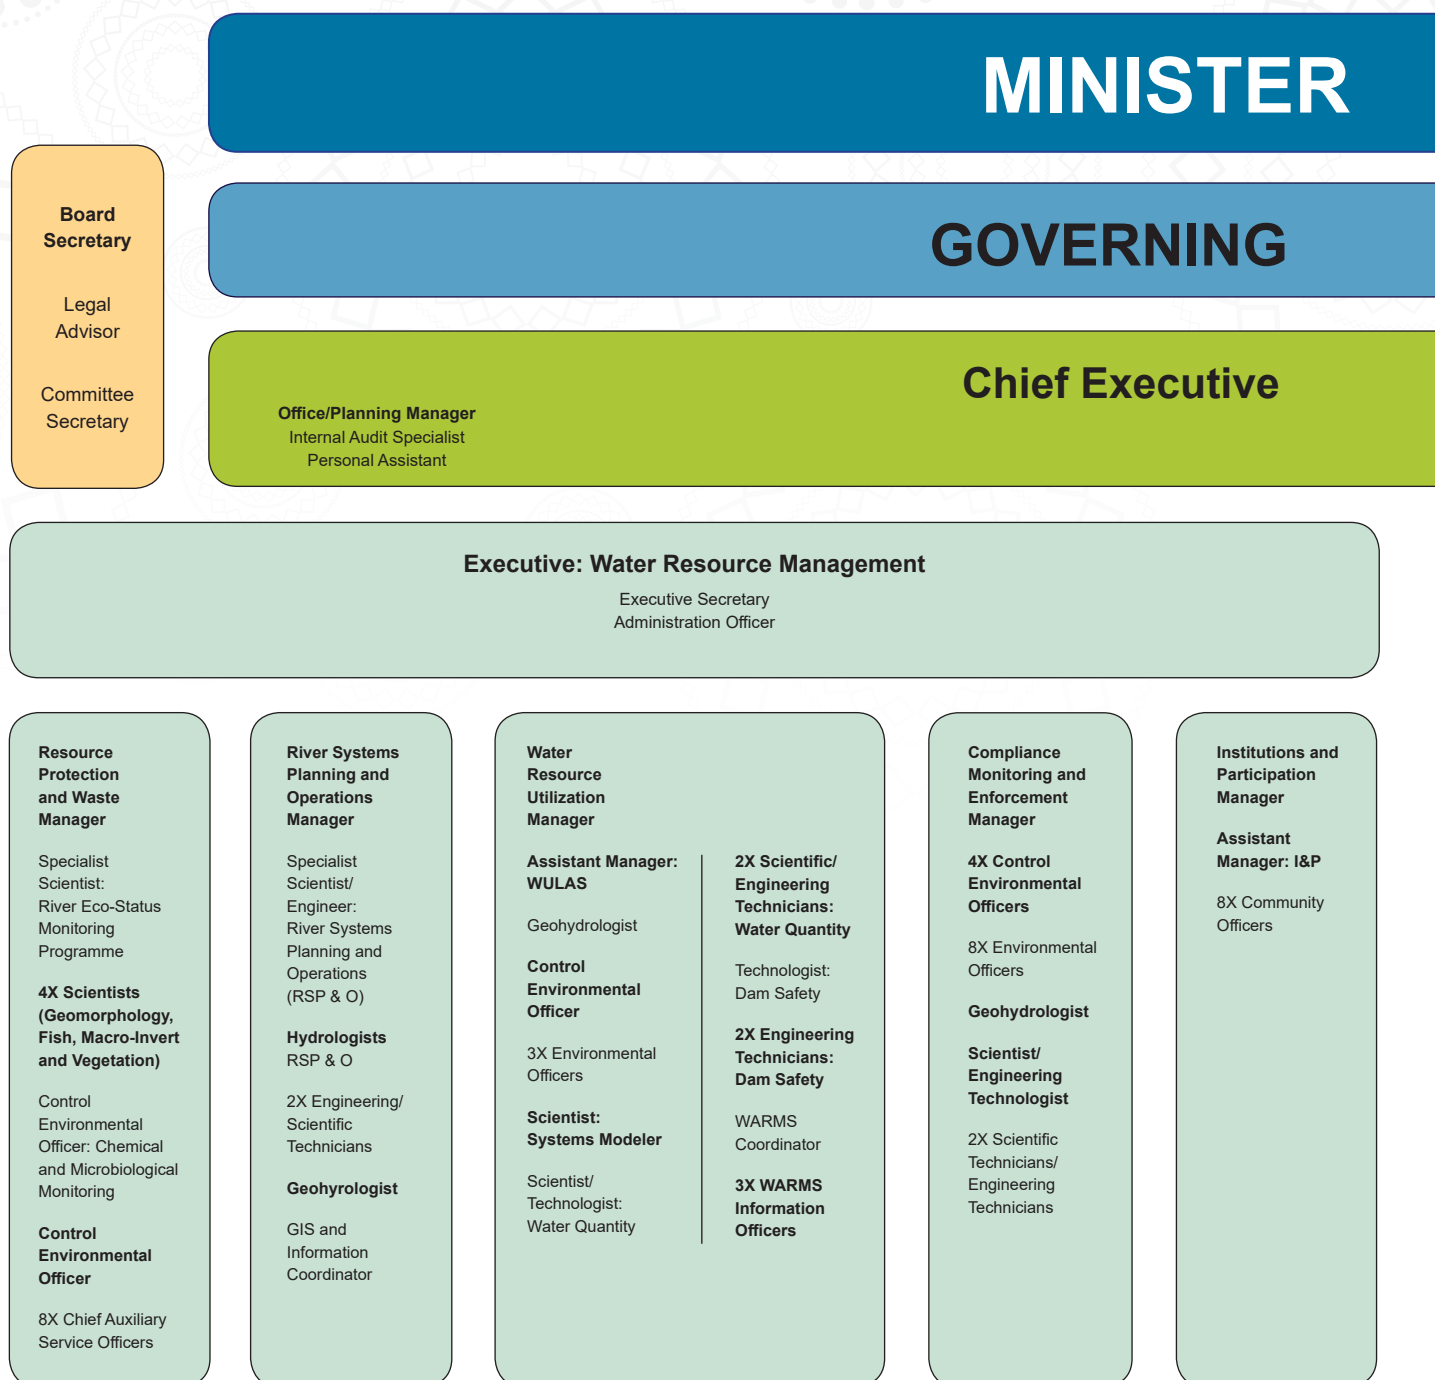 MINISTER
Board
Secretary
Legal
Advisor
Committee
Secretary
GOVERNING
Chief Executive
Office/Planning Manager
Internal Audit Specialist
Personal Assistant
Executive: Water Resource Management
Executive Secretary
Administration Officer
Resource
Protection
and Waste
Manager
Specialist
Scientist:
River Eco-Status
Monitoring
Programme
4X Scientists
(Geomorphology,
Fish, Macro-Invert
and Vegetation)
Control
Environmental
Officer: Chemical
and Microbiological
Monitoring
Control
Environmental
Officer
8X Chief Auxiliary
Service Officers
River Systems
Planning and
Operations
Manager
Specialist
Scientist/
Engineer:
River Systems
Planning and
Operations
(RSP & O)
Hydrologists
RSP & O
2X Engineering/
Scientific
Technicians
Geohyrologist
GIS and
Information
Coordinator
Water
Resource
Utilization
Manager
Assistant Manager:
WULAS
Geohydrologist
Control
Environmental
Officer
3X Environmental
Officers
Scientist:
Systems Modeler
Scientist/
Technologist:
Water Quantity
2X Scientific/
Engineering
Technicians:
Water Quantity
Technologist:
Dam Safety
2X Engineering
Technicians:
Dam Safety
WARMS
Coordinator
3X WARMS
Information
Officers
Compliance
Monitoring and
Enforcement
Manager
4X Control
Environmental
Officers
8X Environmental
Officers
Geohydrologist
Scientist/
Engineering
Technologist
2X Scientific
Technicians/
Engineering
Technicians
Institutions and
Participation
Manager
Assistant
Manager: I&P
8X Community
Officers